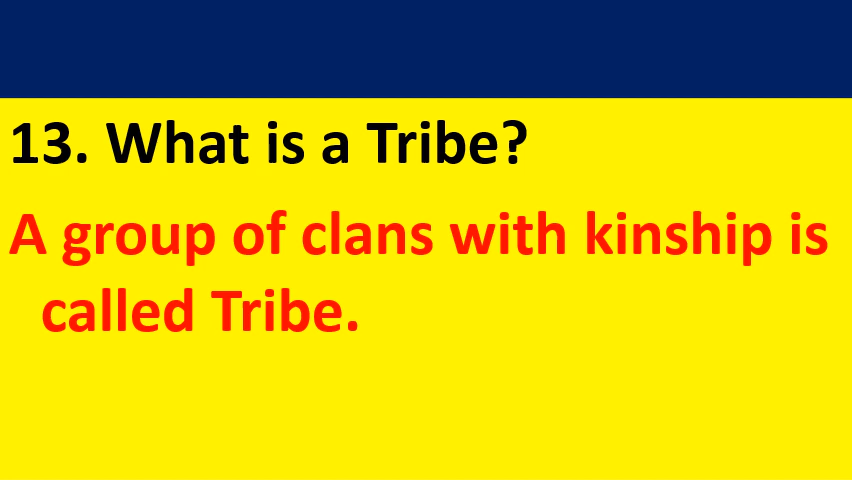 13. What is a Tribe?
A group of clans with kinship is
called Tribe.